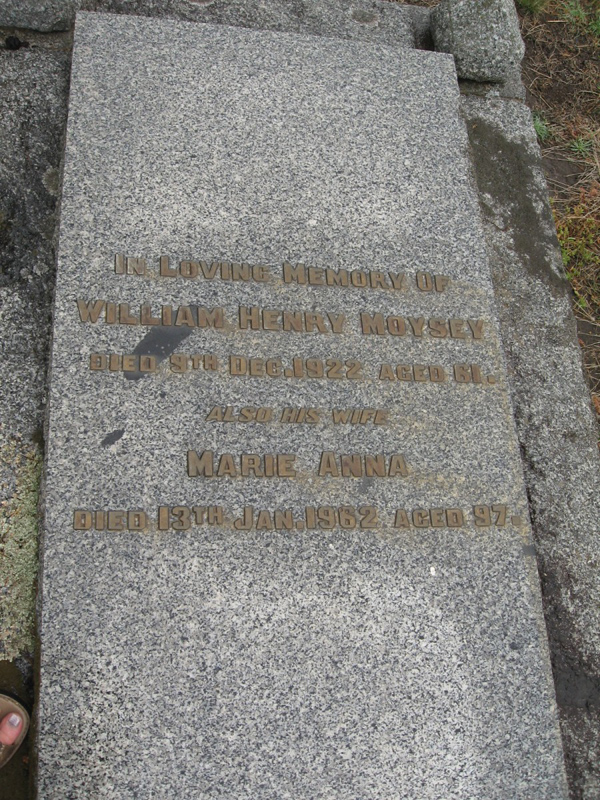 IN LOVING MEMORY OF
WILLIAM HENRY MOYSEY
DIED 9TH DEC. 1922 AGED 61.
ALSO HIS WIFE
MARIE ANNA
DIED 13TH JAN. 1962 AGED 97.